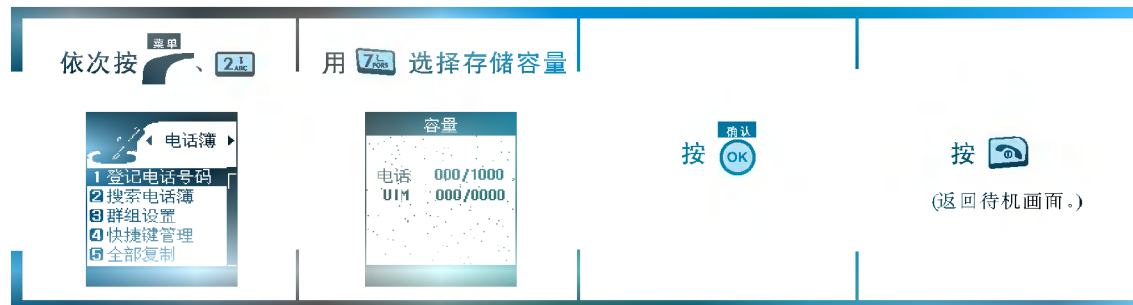 菜单
依次按 、 2 ABC
电话簿
1 登记电话号码
2 搜索电话簿
3 群组设置
4 快捷键管理
5 全部复制
用 7 PQRS 选择存储容量
容量
电话 000/1000
UIM 000/0000
确认
按 OK
按
(返回待机画面。)